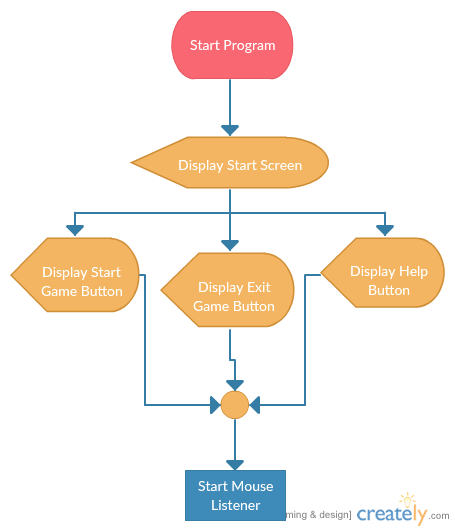 Start Program
Display Start Screen
Display Start
Game Button
Display Exit
Game Button
Display Help
Button
Start Mouse
Listener
ming & design]
creately.com